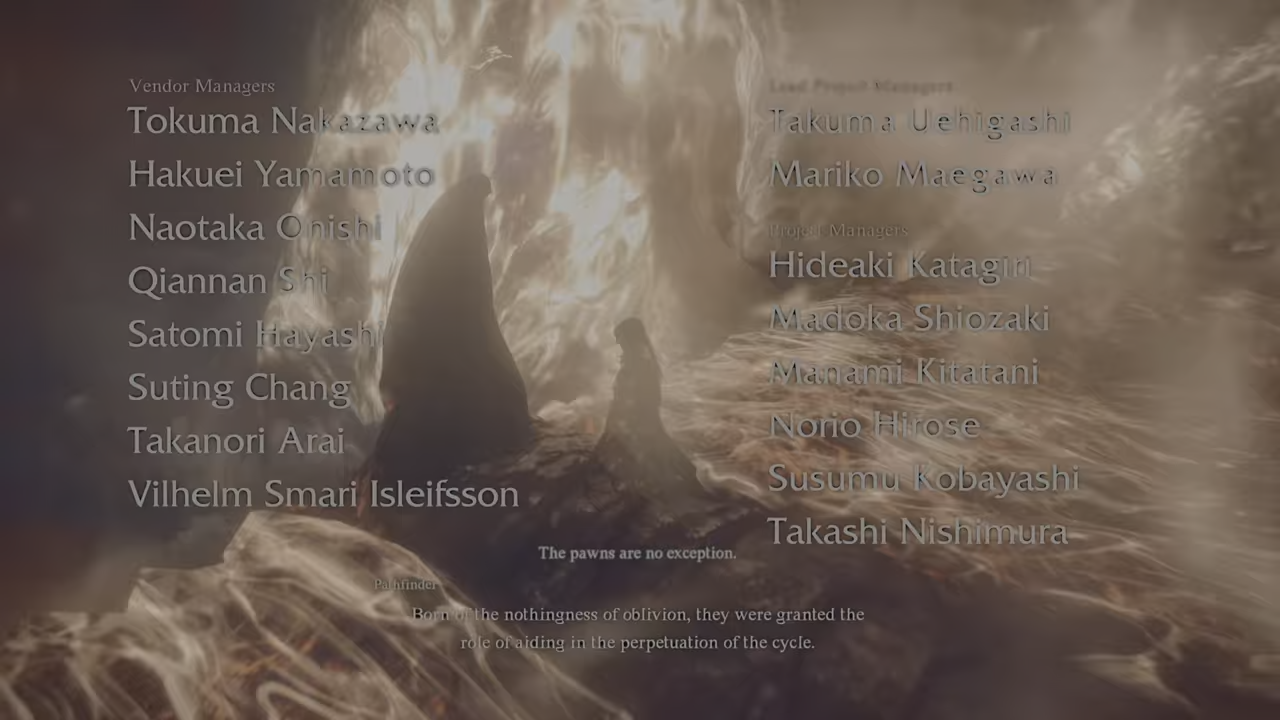 Vendor Managers
Tokuma Nakazawa
Hakuei Yamamoto
Naotaka Onishi
Qiannan Shi
Satomi Hayashi
Suting Chang
Takanori Arai
Vilhelm Smari Isleifsson
Lead Project Managers
Takuma Uehigashi
Mariko Maegawa
Project Managers
Hideaki Katagiri
Madoka Shiozaki
Manami Kitatani
Norio Hirose
Susumu Kobayashi
Takashi Nishimura
The pawns are no exception.
Pathfinder
Born of the nothingness of oblivion, they were granted the
role of aiding in the perpetuation of the cycle.